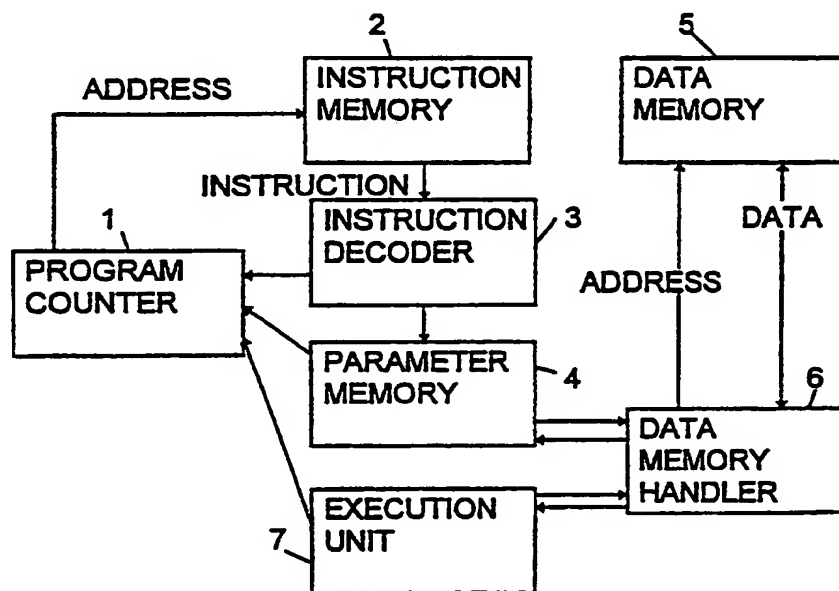 2
5
INSTRUCTION
MEMORY
DATA
MEMORY
ADDRESS
INSTRUCTION
1
INSTRUCTION
DECODER
3
DATA
PROGRAM
COUNTER
ADDRESS
PARAMETER
MEMORY
4
6
DATA
MEMORY
HANDLER
EXECUTION
UNIT
7